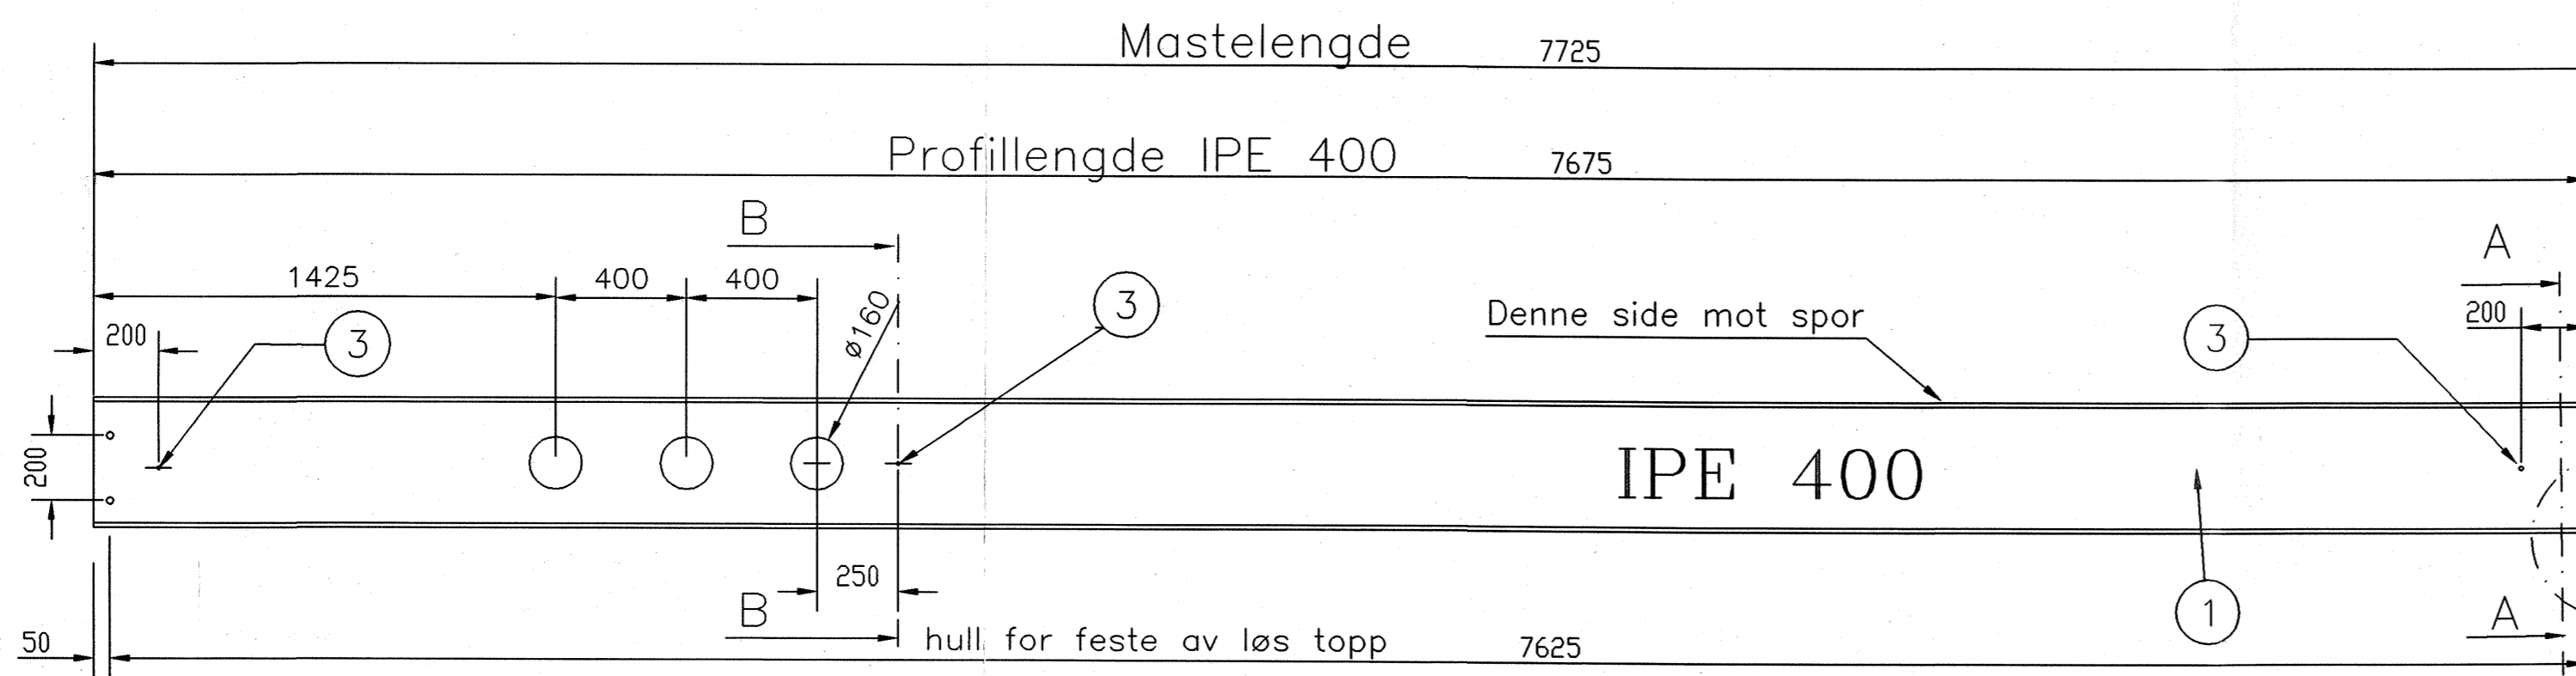 Mastelengde 7725
Profillengde IPE 400 7675
B
A
1425 400 400
ø160
3
Denne side mot spor
200
200 3
3
200
IPE 400
250
1
B
A
50
hull for feste av løs topp 7625